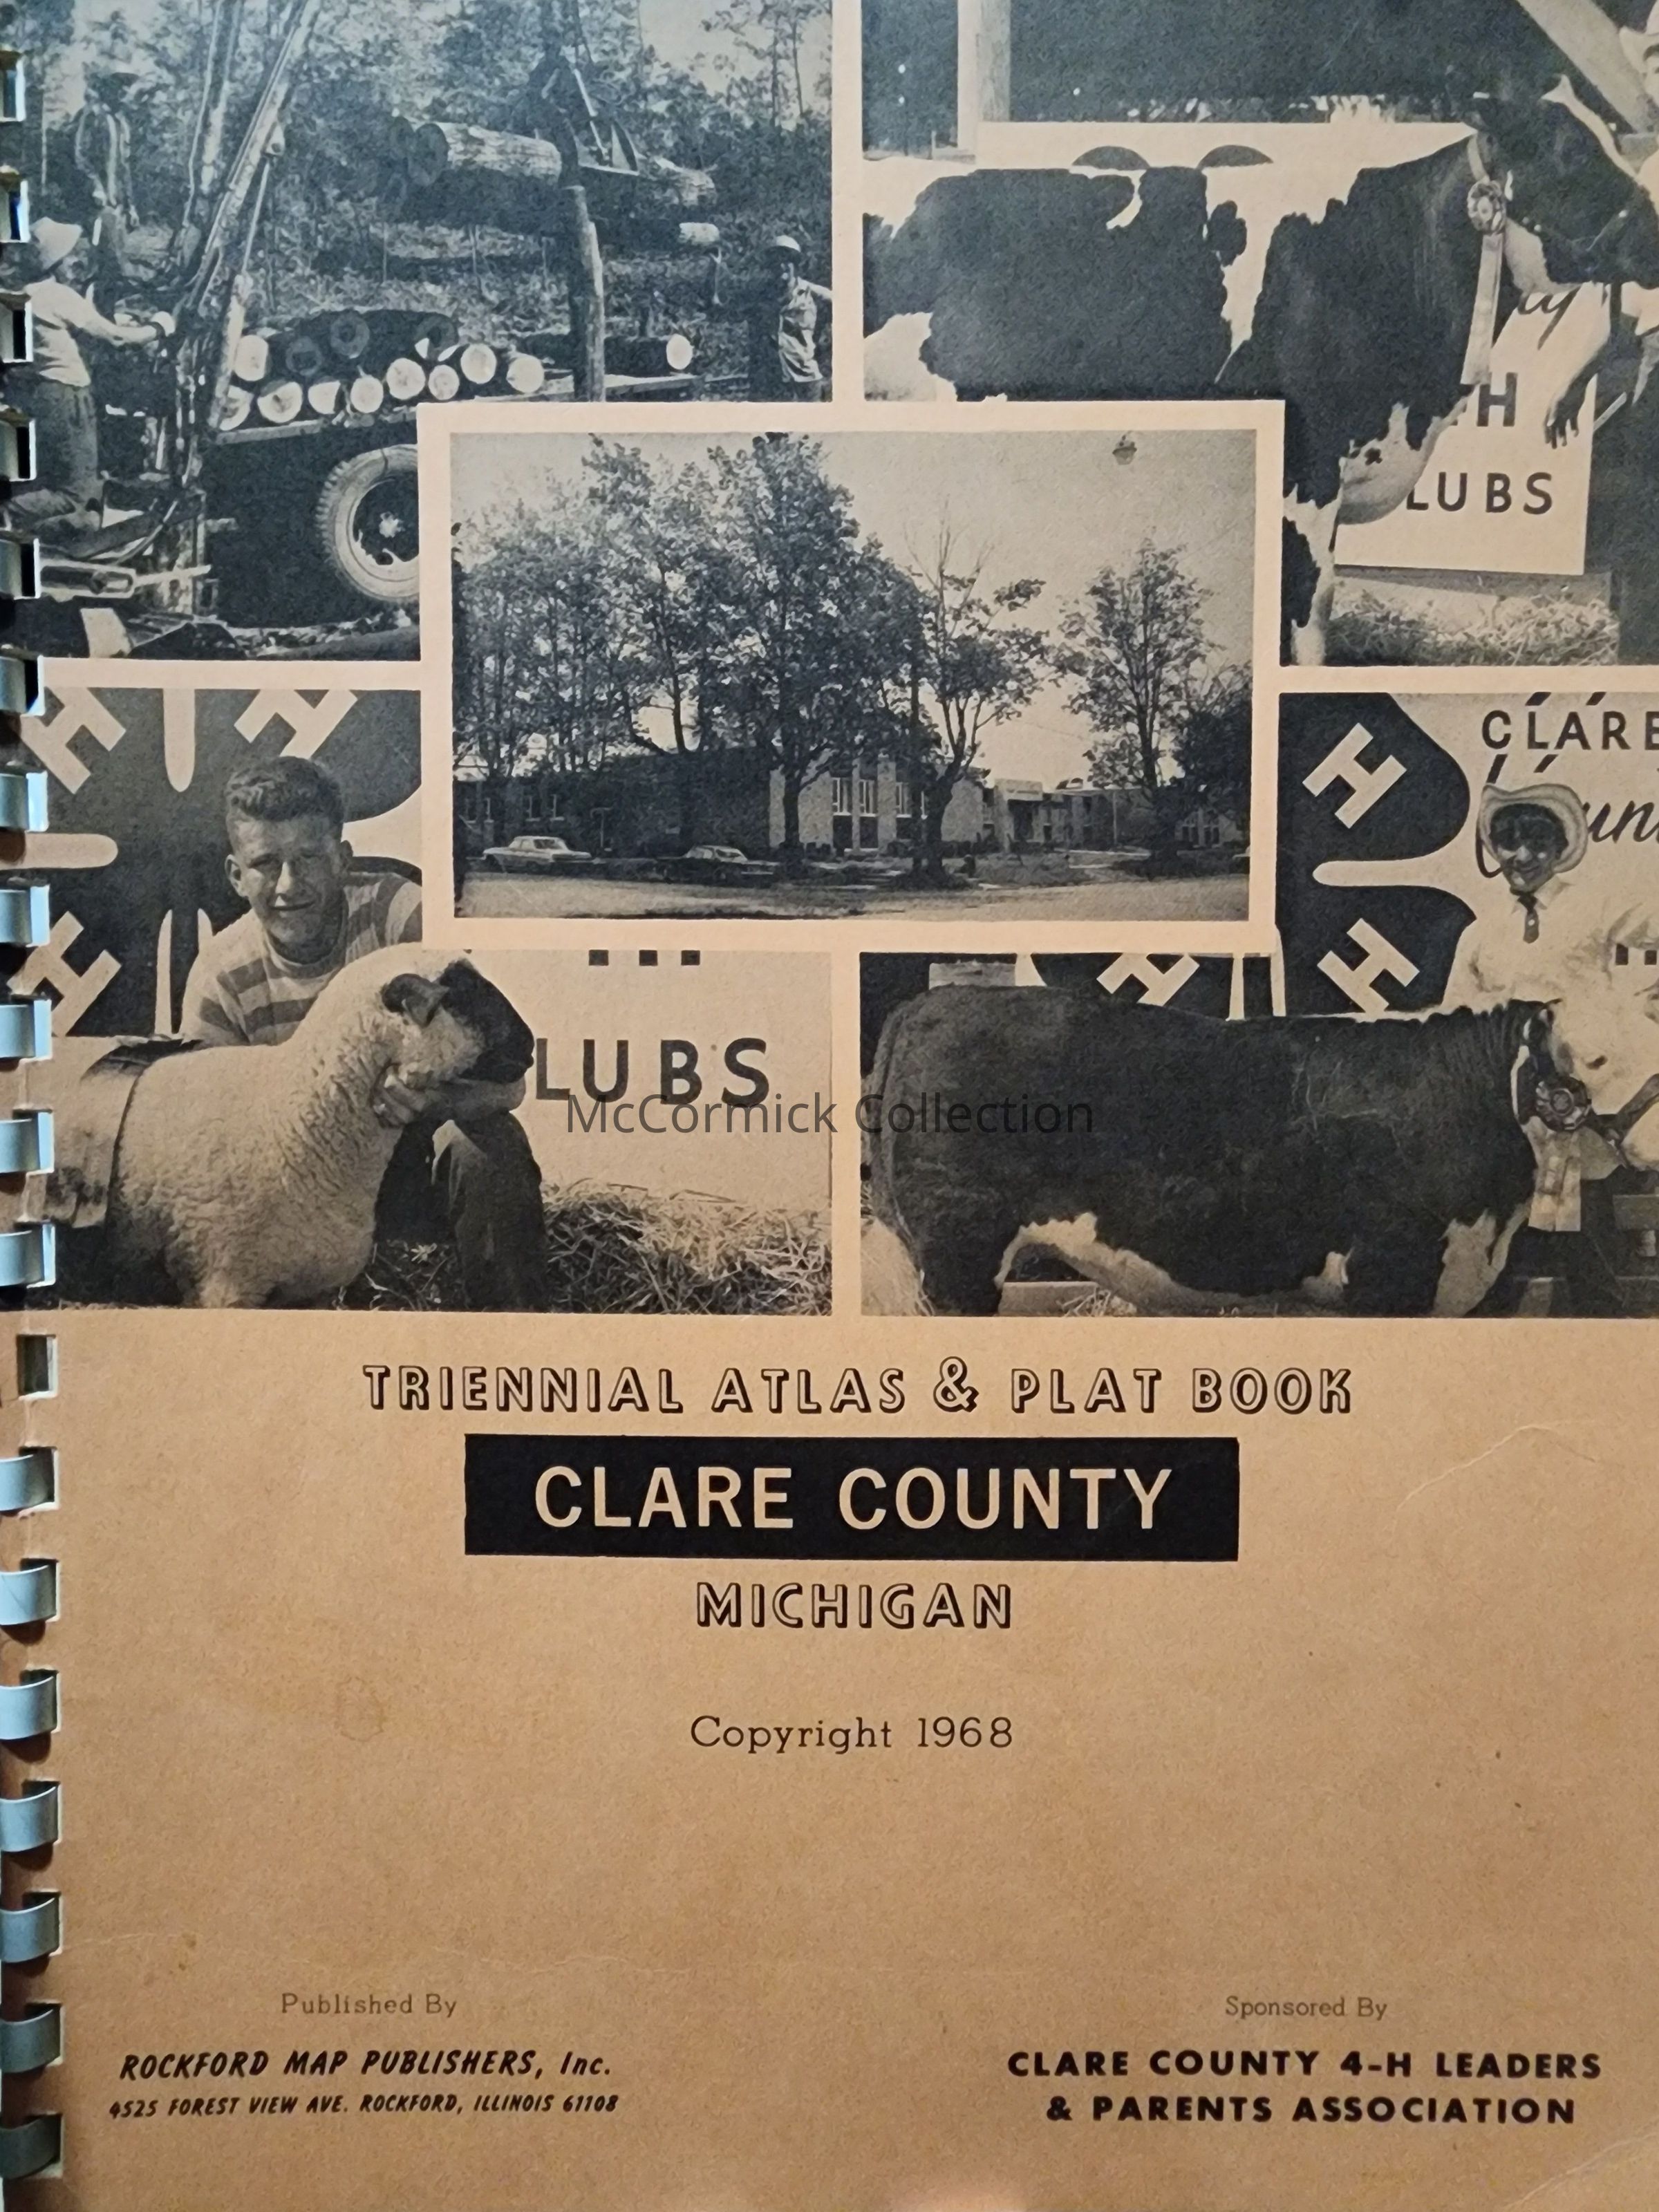 H
LUBS
H H
CLARE
H
H
LUBS
H
H
McCormick Collection
TRIENNIAL ATLAS & PLAT BOOK
CLARE COUNTY
MICHIGAN
Copyright 1968
Published By
ROCKFORD MAP PUBLISHERS, Inc.
4525 FOREST VIEW AVE. ROCKFORD, ILLINOIS 61108
Sponsored By
CLARE COUNTY 4-H LEADERS
& PARENTS ASSOCIATION